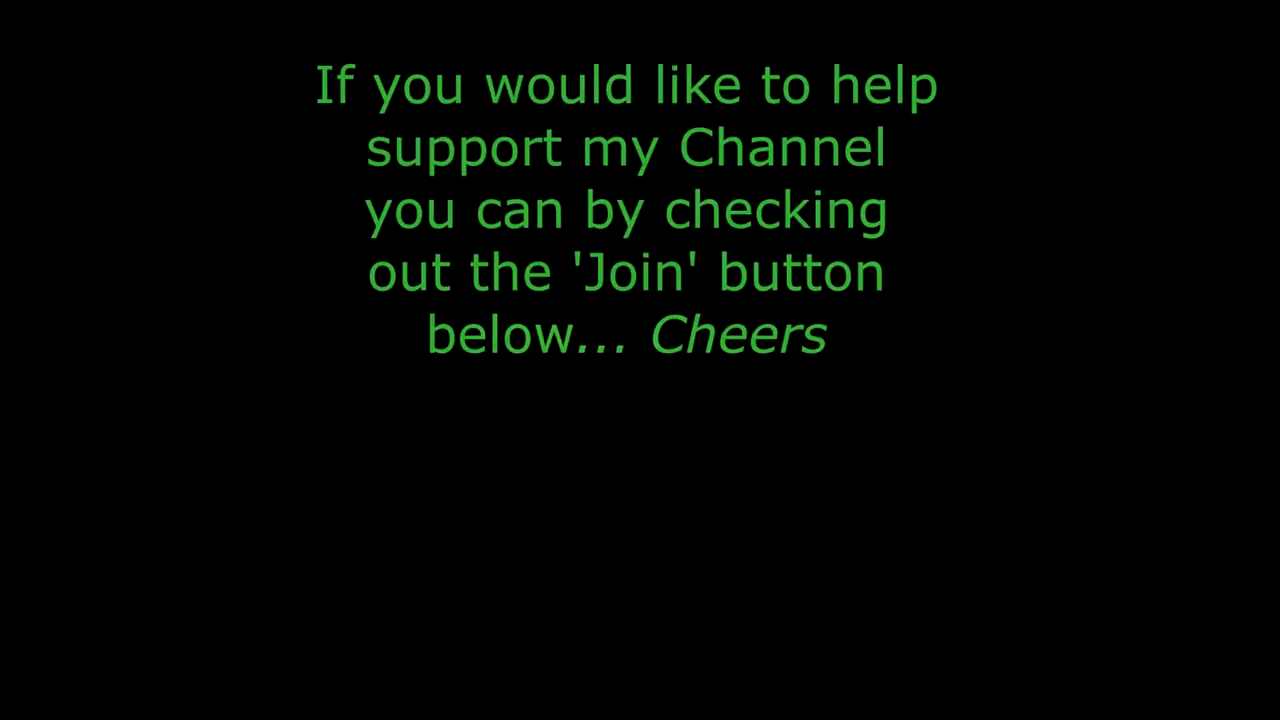 If you would like to help
support my Channel
you can by checking
out the 'Join' button
below... Cheers